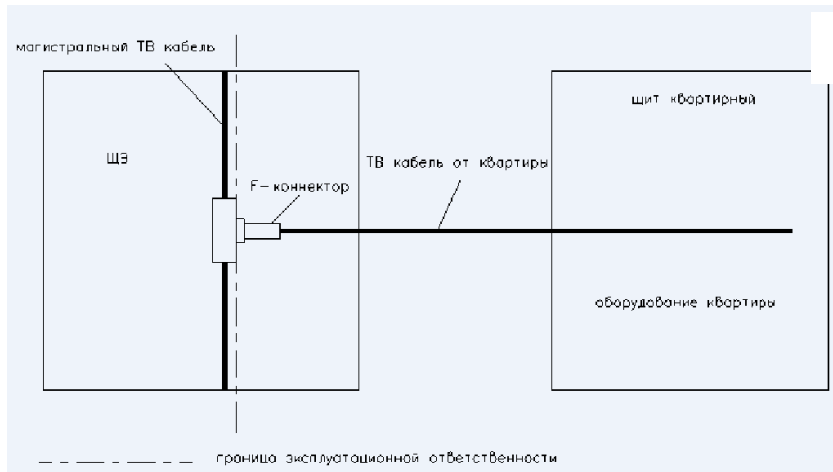 магистральный ТВ кабель
щит квартирный
ЩЭ
ТВ кабель от квартиры
F-коннектор
оборудование квартиры
граница эксплуатационной ответственности